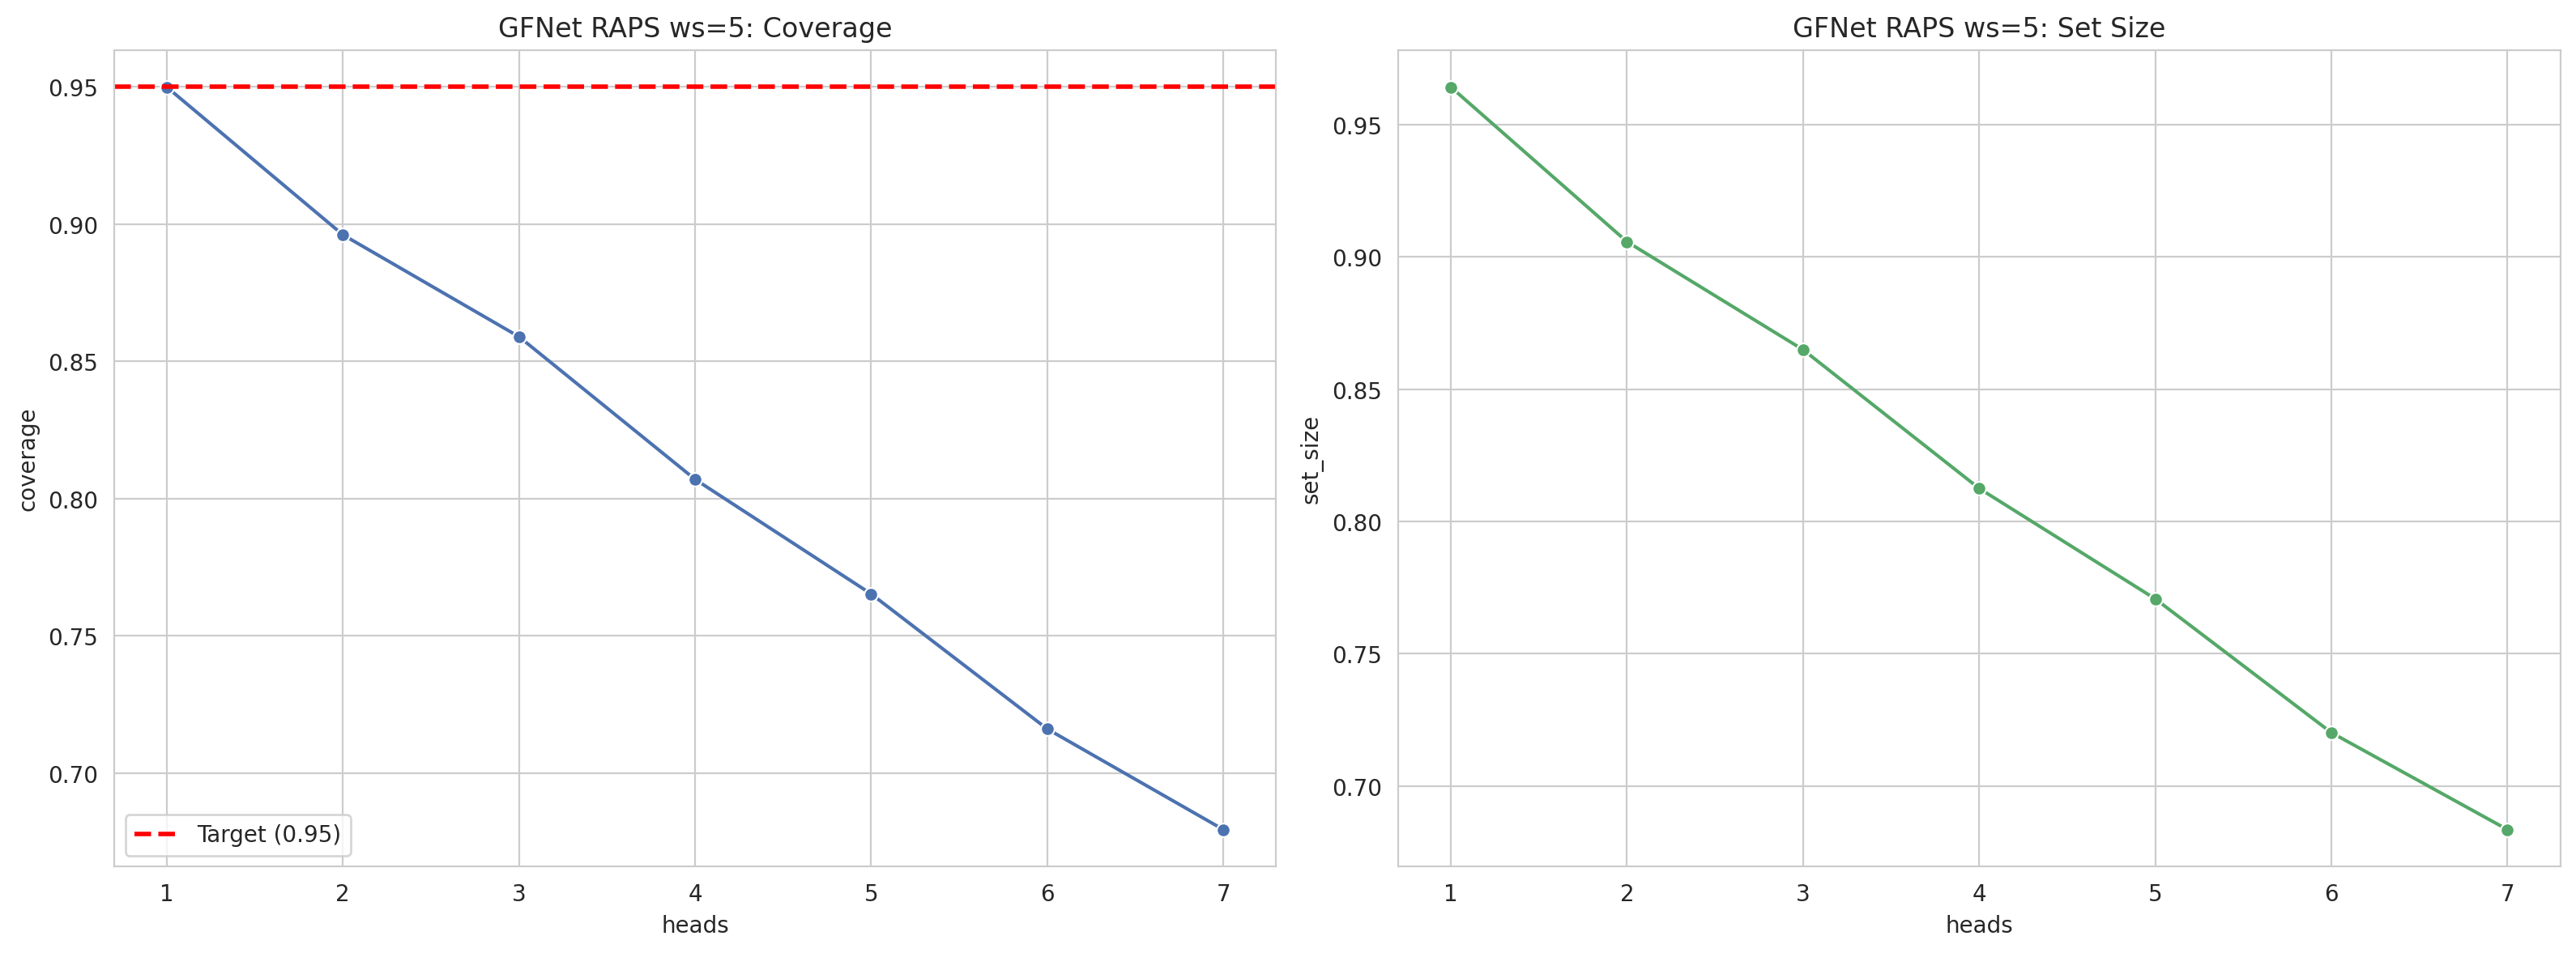 GFNet RAPS ws=5: Coverage
coverage
0.95
0.90
0.85
0.80
0.75
0.70
Target (0.95)
1 2 3 4 5 6 7
heads
GFNet RAPS ws=5: Set Size
set_size
0.95
0.90
0.85
0.80
0.75
0.70
1 2 3 4 5 6 7
heads